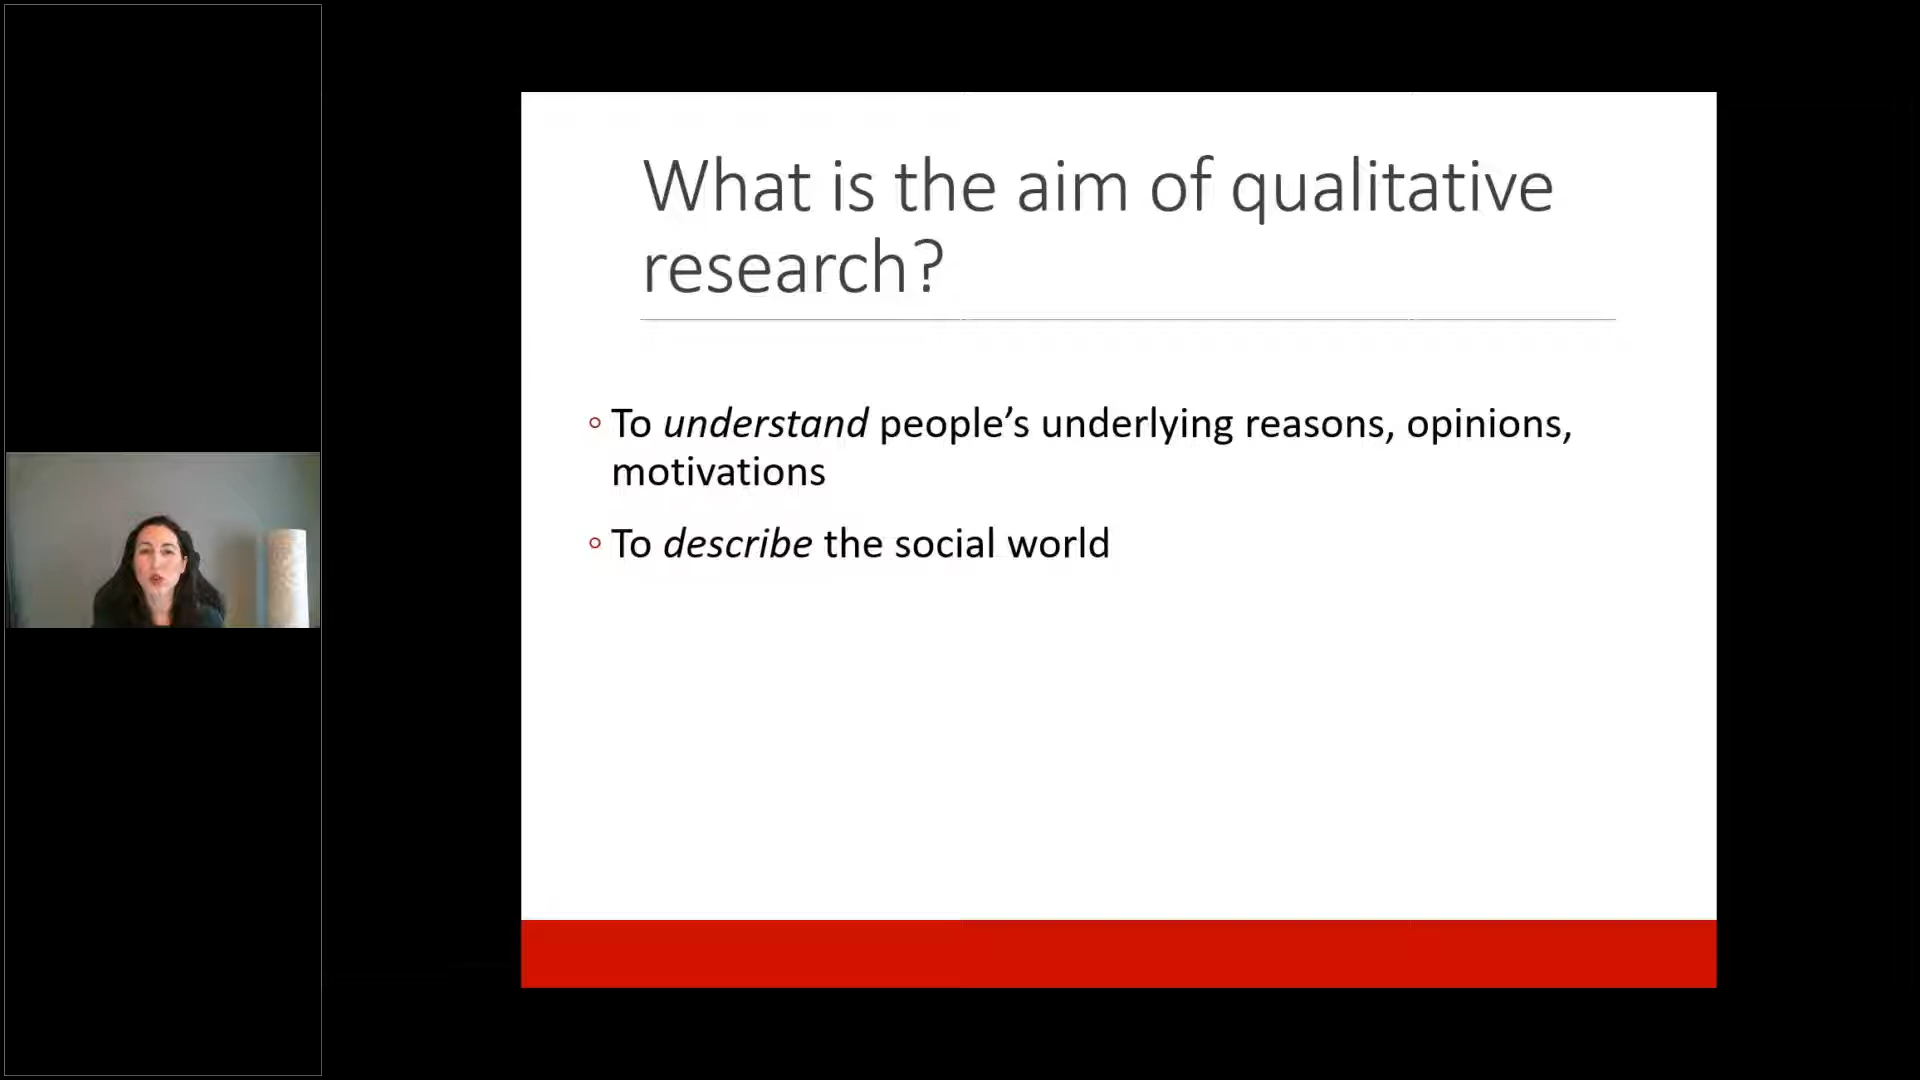 What is the aim of qualitative
research?
◦ To understand people’s underlying reasons, opinions,
motivations
◦ To describe the social world